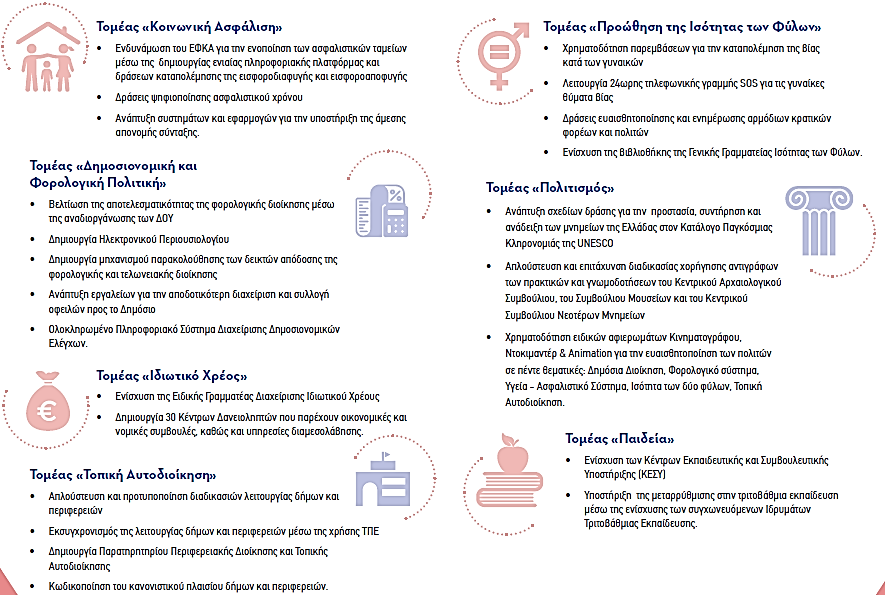 Τομέας «Κοινωνική Ασφάλιση»
• Ενδυνάμωση του ΕΦΚΑ για την ενοποίηση των ασφαλιστικών ταμείων
μέσω της δημιουργίας ενιαίας πληροφοριακής πλατφόρμας και
δράσεων καταπολέμησης της εισφοροδιαφυγής και εισφοροαποφυγής
• Δράσεις ψηφιοποίησης ασφαλιστικού χρόνου
• Ανάπτυξη συστημάτων και εφαρμογών για την υποστήριξη της άμεσης
απονομής σύνταξης.
Τομέας «Δημοσιονομική και
Φορολογική Πολιτική»
• Βελτίωση της αποτελεσματικότητας της φορολογικής διοίκησης μέσω
της αναδιοργάνωσης των ΔΟΥ
• Δημιουργία Ηλεκτρονικού Περιουσιολογίου
• Δημιουργία μηχανισμού παρακολούθησης των δεικτών απόδοσης της
φορολογικής και τελωνειακής διοίκησης
• Ανάπτυξη εργαλείων για την αποδοτικότερη διαχείριση και συλλογή
οφειλών προς το Δημόσιο
• Ολοκληρωμένο Πληροφοριακό Σύστημα Διαχείρισης Δημοσιονομικών
Ελέγχων.
Τομέας «Ιδιωτικό Χρέος»
• Ενίσχυση της Ειδικής Γραμματέας Διαχείρισης Ιδιωτικού Χρέους
• Δημιουργία 30 Κέντρων Δανειοληπτών που παρέχουν οικονομικές και
νομικές συμβουλές, καθώς και υπηρεσίες διαμεσολάβησης.
€
Τομέας «Τοπική Αυτοδιοίκηση»
• Απλούστευση και προτυποποίηση διαδικασιών λειτουργίας δήμων και
περιφερειών
• Εκσυγχρονισμός της λειτουργίας δήμων και περιφερειών μέσω της χρήσης ΤΠΕ
• Δημιουργία Παρατηρητηρίου Περιφερειακής Διοίκησης και Τοπικής
Αυτοδιοίκησης
• Κωδικοποίηση του κανονιστικού πλαισίου δήμων και περιφερειών.
Τομέας «Προώθηση της Ισότητας των Φύλων»
• Χρηματοδότηση παρεμβάσεων για την καταπολέμηση της βίας
κατά των γυναικών
• Λειτουργία 24ωρης τηλεφωνικής γραμμής SOS για τις γυναίκες
θύματα βίας
• Δράσεις ευαισθητοποίησης και ενημέρωσης αρμόδιων κρατικών
φορέων και πολιτών
• Ενίσχυση της βιβλιοθήκης της Γενικής Γραμματείας Ισότητας των Φύλων.
Τομέας «Πολιτισμός»
• Ανάπτυξη σχεδίων δράσης για την προστασία, συντήρηση και
ανάδειξη των μνημείων της Ελλάδας στον Κατάλογο Παγκόσμιας
Κληρονομιάς της UNESCO
• Απλούστευση και επιτάχυνση διαδικασίας χορήγησης αντιγράφων
των πρακτικών και γνωμοδοτήσεων του Κεντρικού Αρχαιολογικού
Συμβουλίου, του Συμβουλίου Μουσείων και του Κεντρικού
Συμβουλίου Νεοτέρων Μνημείων
• Χρηματοδότηση ειδικών αφιερωμάτων Κινηματογράφου,
Ντοκιμαντέρ & Animation για την ευαισθητοποίηση των πολιτών
σε πέντε θεματικές: Δημόσια Διοίκηση, Φορολογικό σύστημα,
Υγεία – Ασφαλιστικό Σύστημα, Ισότητα των δύο φύλων, Τοπική
Αυτοδιοίκηση.
Τομέας «Παιδεία»
• Ενίσχυση των Κέντρων Εκπαιδευτικής και Συμβουλευτικής
Υποστήριξης (ΚΕΣΥ)
• Υποστήριξη της μεταρρύθμισης στην τριτοβάθμια εκπαίδευση
μέσω της ενίσχυσης των συγχωνευόμενων Ιδρυμάτων
Τριτοβάθμιας Εκπαίδευσης.